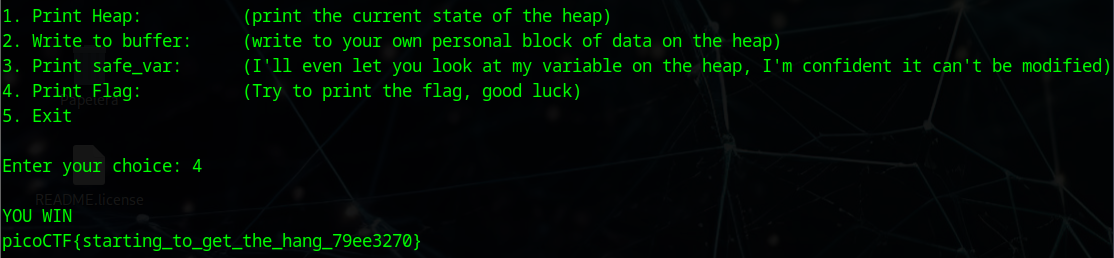 1. Print Heap: (print the current state of the heap)
2. Write to buffer: (write to your own personal block of data on the heap)
3. Print safe_var: (I'll even let you look at my variable on the heap, I'm confident it can't be modified)
4. Print Flag: (Try to print the flag, good luck)
5. Exit
Enter your choice: 4
README.license
YOU WIN
picoCTF{starting_to_get_the_hang_79ee3270}